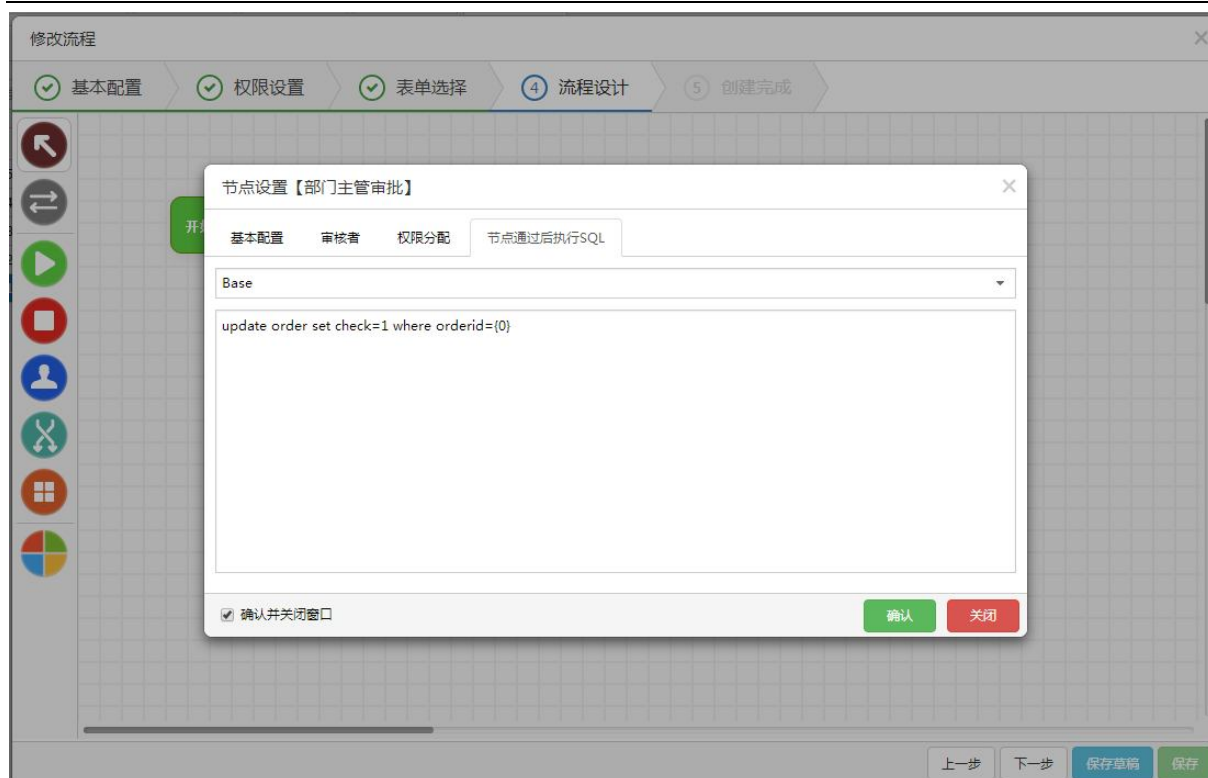 修改流程
基本配置 权限设置 表单选择 4 流程设计 5 创建完成
节点设置【部门主管审批】
开
基本配置 审核者 权限分配 节点通过后执行SQL
Base
update order set check=1 where orderid={0}
确认并关闭窗口 确认 关闭
上一步 下一步 保存草稿 保存